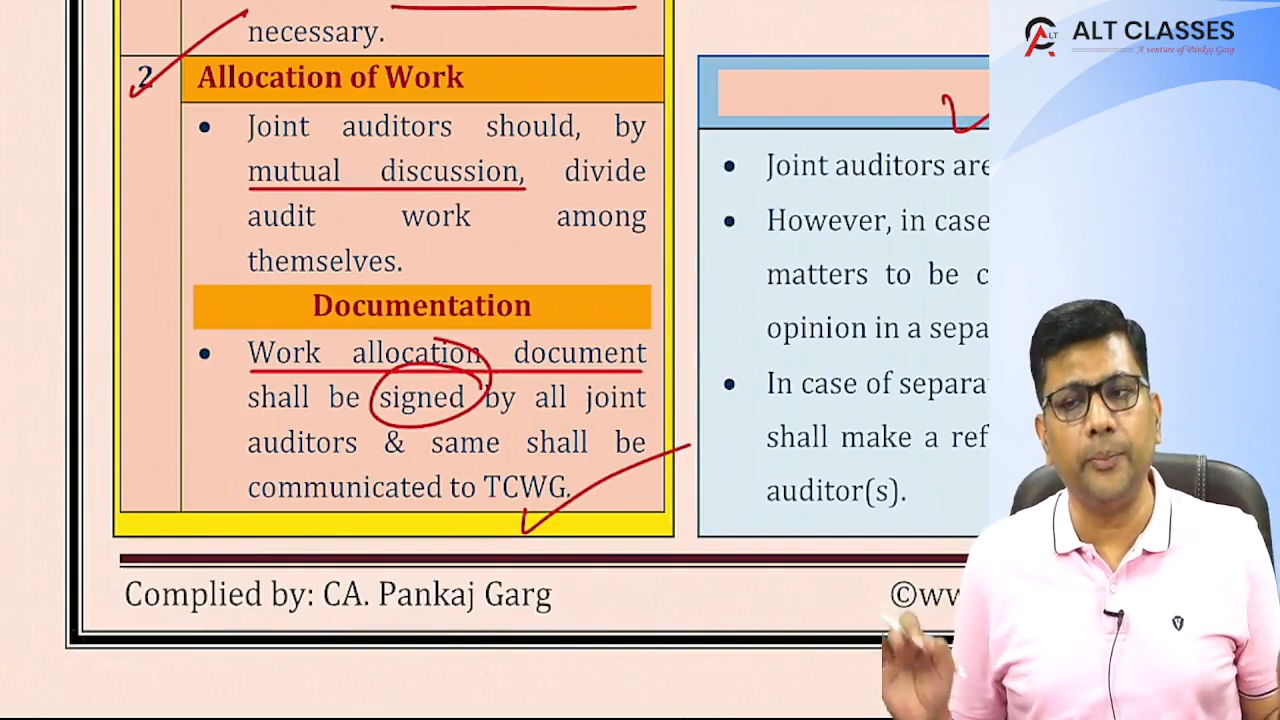 necessary.
2
Allocation of Work
Joint auditors should, by
mutual discussion, divide
audit work among
themselves.
Documentation
Work allocation document
shall be signed by all joint
auditors & same shall be
communicated to TCWG.
Joint auditors are
However, in case
matters to be c
opinion in a sepa
In case of separa
shall make a ref
auditor(s).
Complied by: CA. Pankaj Garg
©ww
ALT
ALT CLASSES
A venture of Pankaj Garg